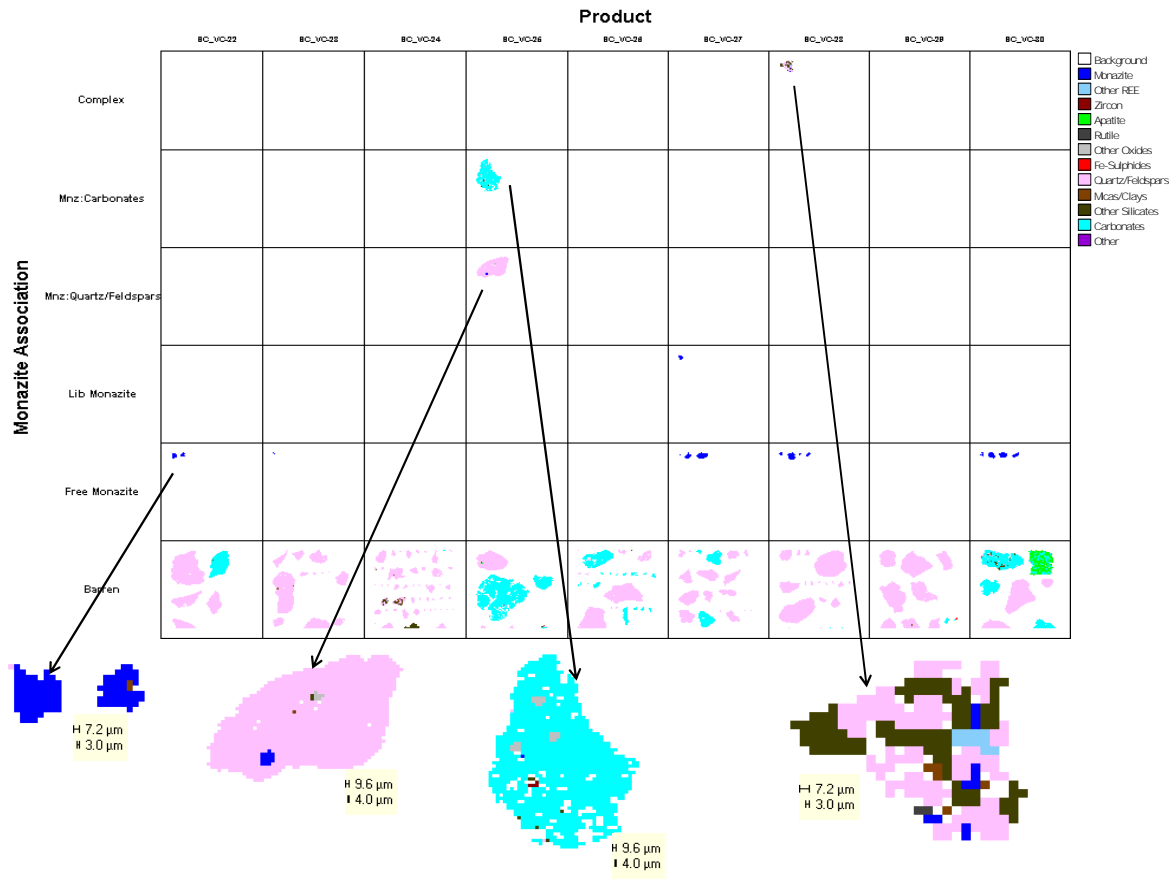 Product
BC_VC-22 BC_VC-23 BC_VC-24 BC_VC-25 BC_VC-26 BC_VC-27 BC_VC-28 BC_VC-29 BC_VC-30
Monazite Association
Complex
Mnz:Carbonates
Mnz:Quartz/Feldspars
Lib Monazite
Free Monazite
Barren
Background
Monazite
Other REE
Zircon
Apatite
Rutile
Other Oxides
Fe-Sulphides
Quartz/Feldspars
Micas/Clays
Other Silicates
Carbonates
Other
7.2 µm
3.0 µm
9.6 µm
4.0 µm
9.6 µm
4.0 µm
7.2 µm
3.0 µm